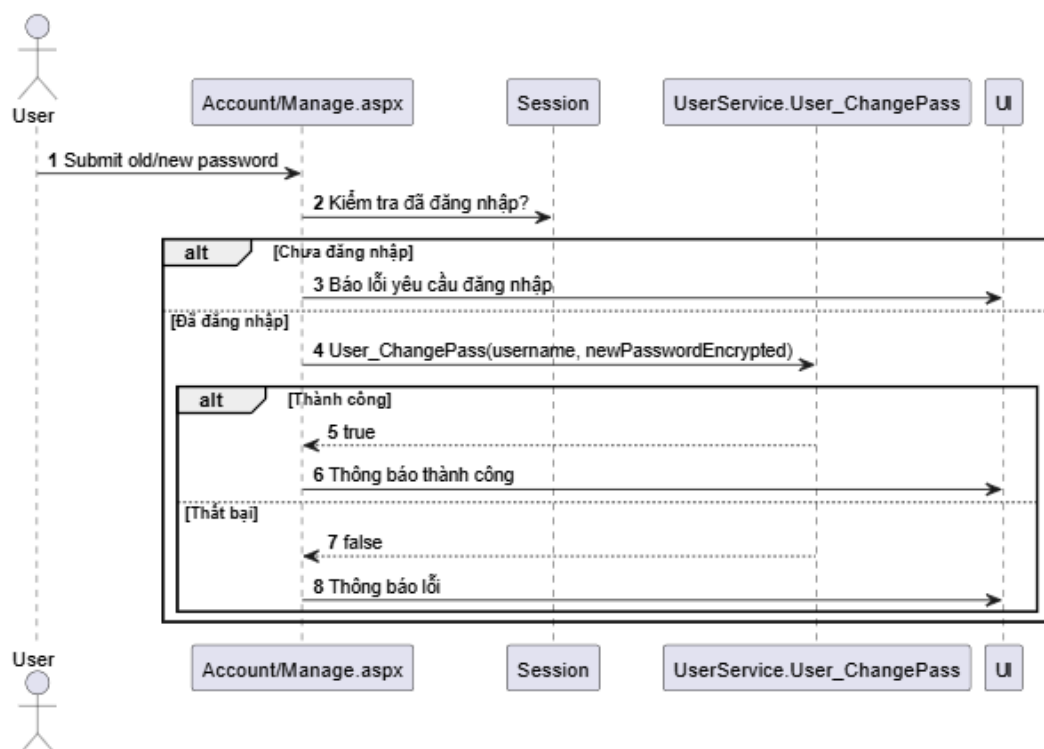 User
Account/Manage.aspx
Session
UserService.User_ChangePass
UI
1 Submit old/new password
2 Kiểm tra đã đăng nhập?
alt
[Chưa đăng nhập]
3 Báo lỗi yêu cầu đăng nhập
[Đã đăng nhập]
4 User_ChangePass(username, newPasswordEncrypted)
alt
[Thành công]
5 true
6 Thông báo thành công
[Thất bại]
7 false
8 Thông báo lỗi
User
Account/Manage.aspx
Session
UserService.User_ChangePass
UI